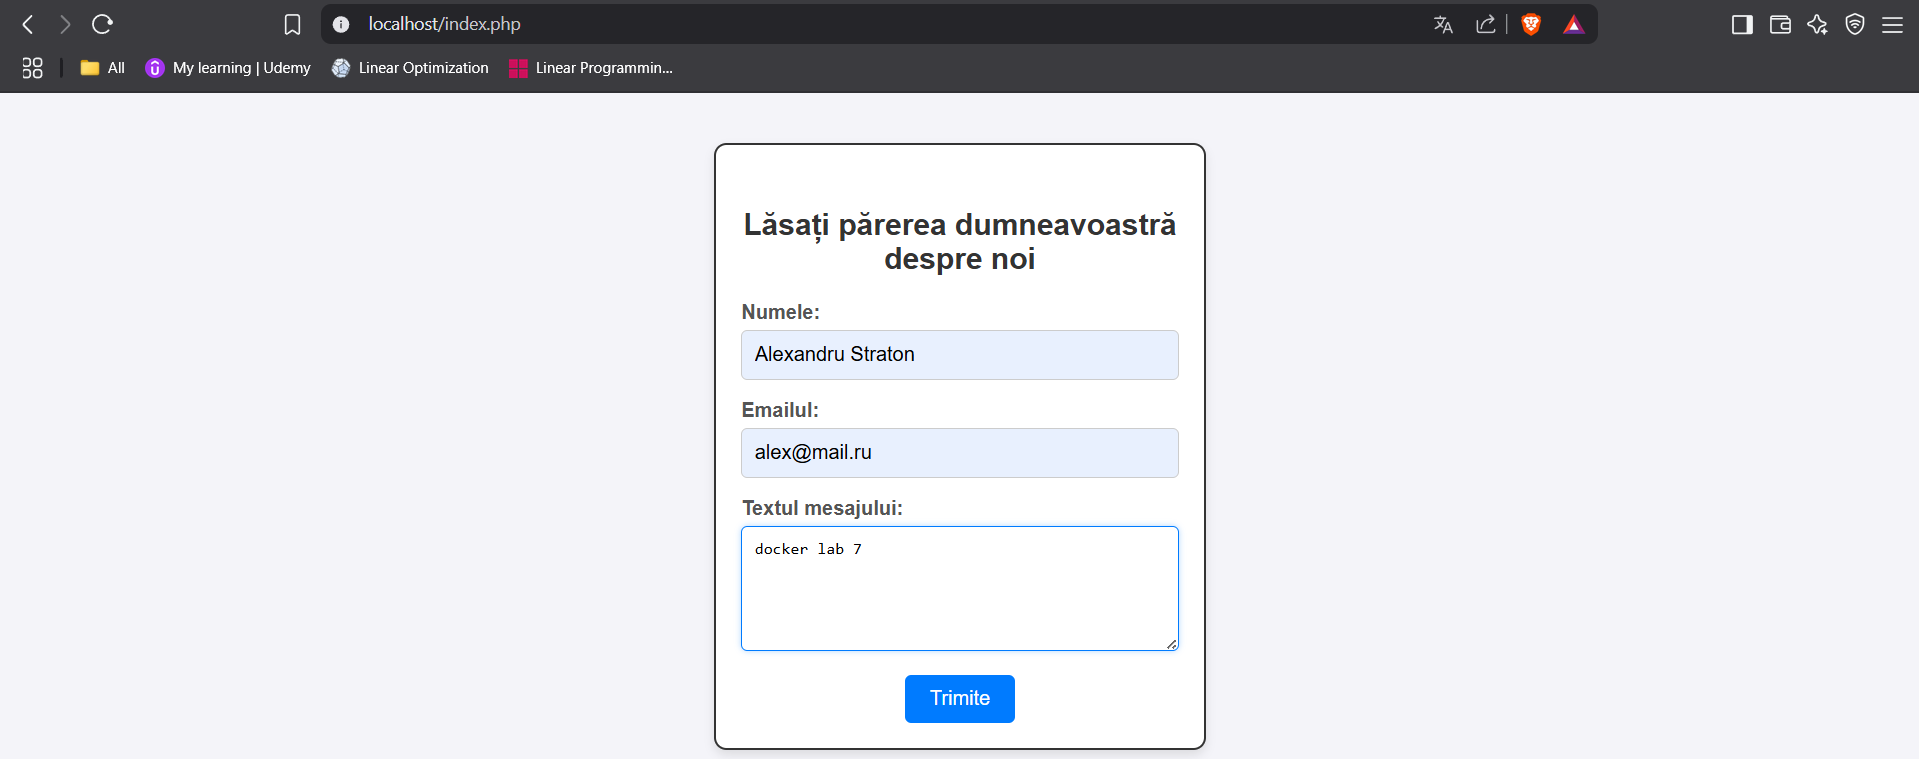 localhost/index.php
All
My learning | Udemy
Linear Optimization
Linear Programmin...
Lăsați părerea dumneavoastră
despre noi
Numele:
Alexandru Straton
Emailul:
alex@mail.ru
Textul mesajului:
docker lab 7
Trimite